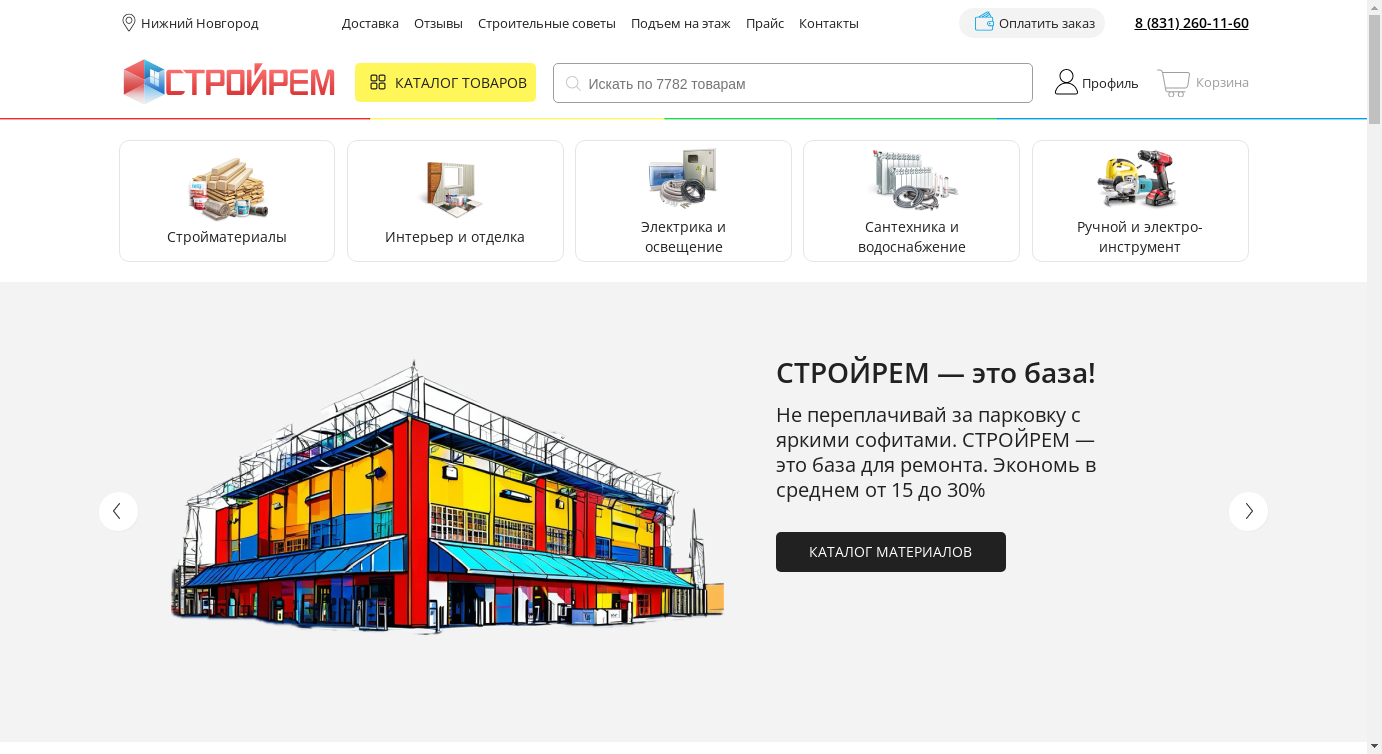 Нижний Новгород
Доставка Отзывы Строительные советы Подъем на этаж Прайс Контакты
Оплатить заказ
8 (831) 260-11-60
СТРОЙРЕМ
КАТАЛОГ ТОВАРОВ
Искать по 7782 товарам
Профиль
Корзина
Стройматериалы
Интерьер и отделка
Электрика и
освещение
Сантехника и
водоснабжение
Ручной и электро-
инструмент
СТРОЙРЕМ — это база!
Не переплачивай за парковку с
яркими софитами. СТРОЙРЕМ —
это база для ремонта. Экономь в
среднем от 15 до 30%
КАТАЛОГ МАТЕРИАЛОВ